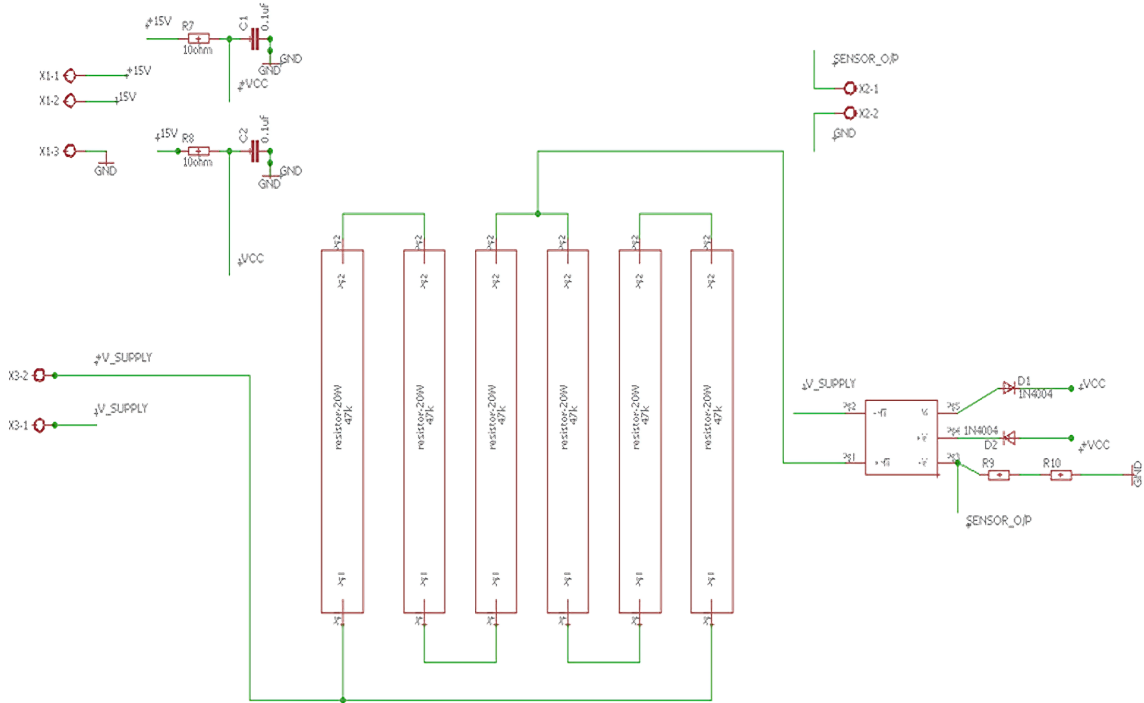 +15V
R7
10ohm
C1
0.1uf
GND
GND
+VCC
X1-1
+15V
X1-2
15V
X1-3
GND
15V
R8
10ohm
C2
0.1uf
GND
GND
VCC
SENSOR_O/P
X2-1
X2-2
GND
X3-2
+V_SUPPLY
X3-1
V_SUPPLY
resistor-20W
47k
resistor-20W
47k
resistor-20W
47k
resistor-20W
47k
resistor-20W
47k
resistor-20W
47k
V_SUPPLY
D1
1N4004
VCC
1N4004
D2
+VCC
R9
R10
GND
SENSOR_O/P